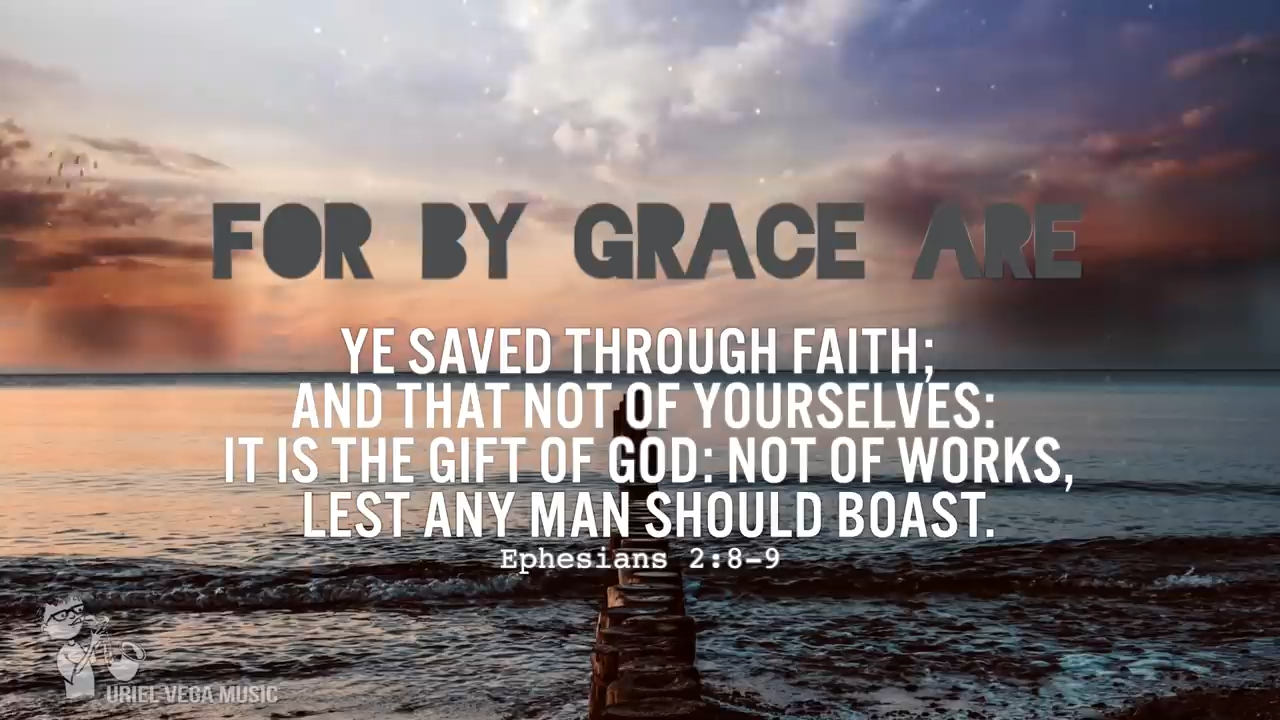 FOR BY GRACE ARE
YE SAVED THROUGH FAITH;
AND THAT NOT OF YOURSELVES:
IT IS THE GIFT OF GOD: NOT OF WORKS,
LEST ANY MAN SHOULD BOAST.
Ephesians 2:8-9
URIEL VEGA MUSIC